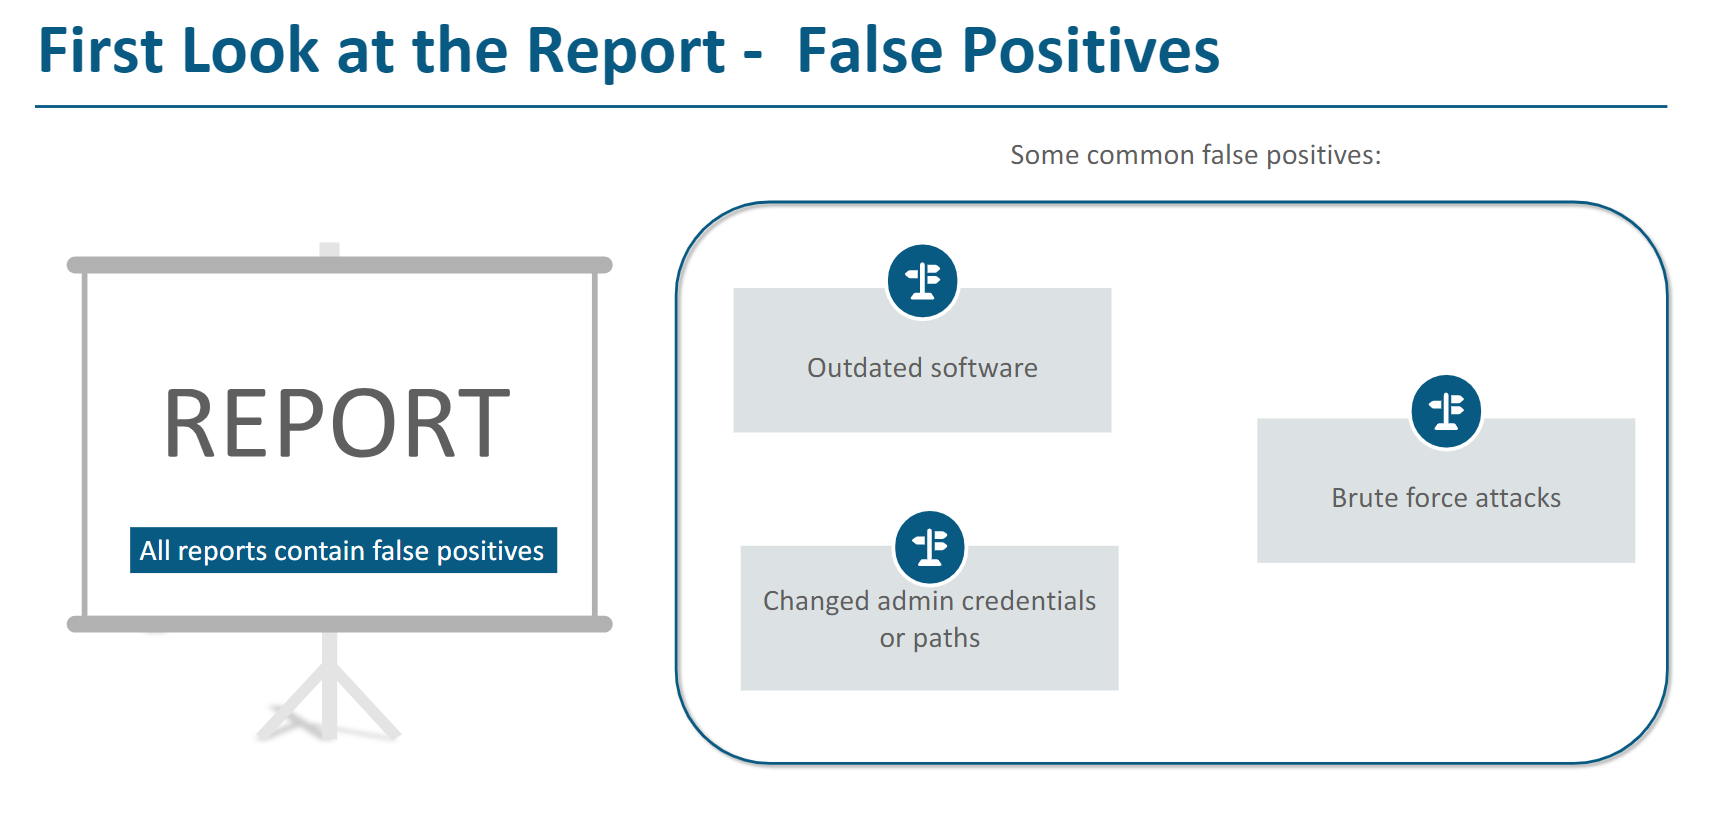 First Look at the Report -  False Positives
Some common false positives:
REPORT
All reports contain false positives
Outdated software
Brute force attacks
Changed admin credentials
or paths